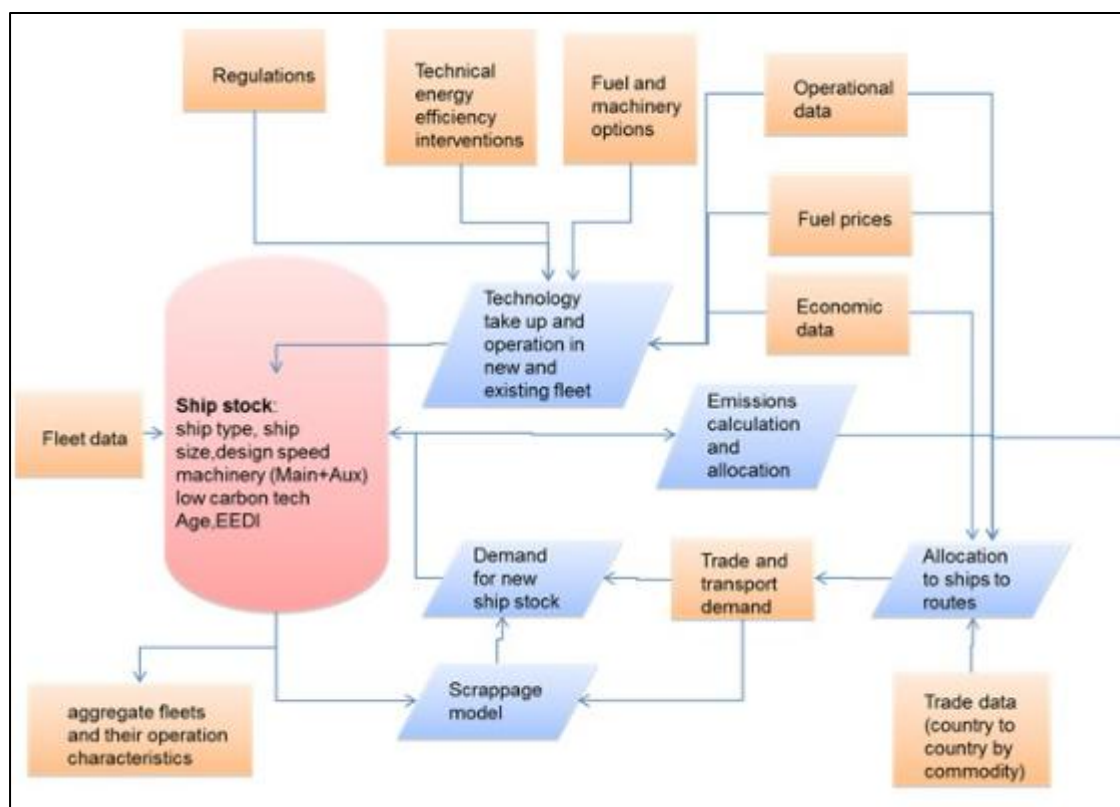 Regulations
Technical
energy
efficiency
interventions
Fuel and
machinery
options
Operational
data
Fuel prices
Economic
data
Technology
take up and
operation in
new and
existing fleet
Fleet data
Ship stock:
ship type, ship
size,design speed
machinery (Main+Aux)
low carbon tech
Age,EEDI
Emissions
calculation
and
allocation
Demand
for new
ship stock
Trade and
transport
demand
Allocation
to ships to
routes
Scrappage
model
aggregate fleets
and their operation
characteristics
Trade data
(country to
country by
commodity)